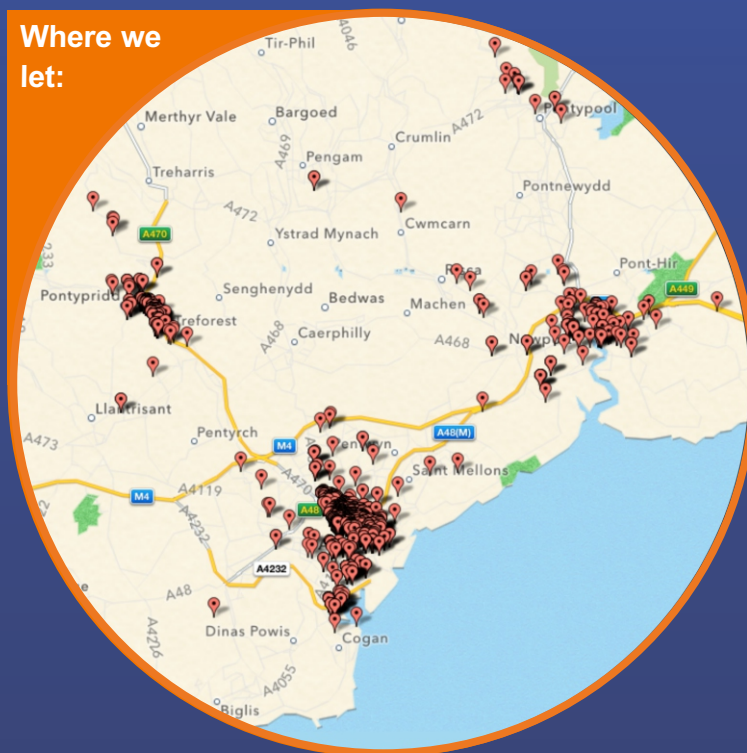 Where we
let:
4046
Tir-Phil
Merthyr Vale
Bargoed
A469
Crumlin
A472
Pengam
Treharris
Pontnewydd
A472
Cwmcarn
A470
Ystrad Mynach
Pont-Hir
Senghenydd
Bedwas
Machen
A449
Pontypridd
Treforest
A468
Caerphilly
A468
Llantrisant
Pentyrch
M4
A48(M)
A473
A470
Saint Mellons
A4119
M4
A48
A4232
A4232
A48
Dinas Powis
Cogan
A4055
Biglis